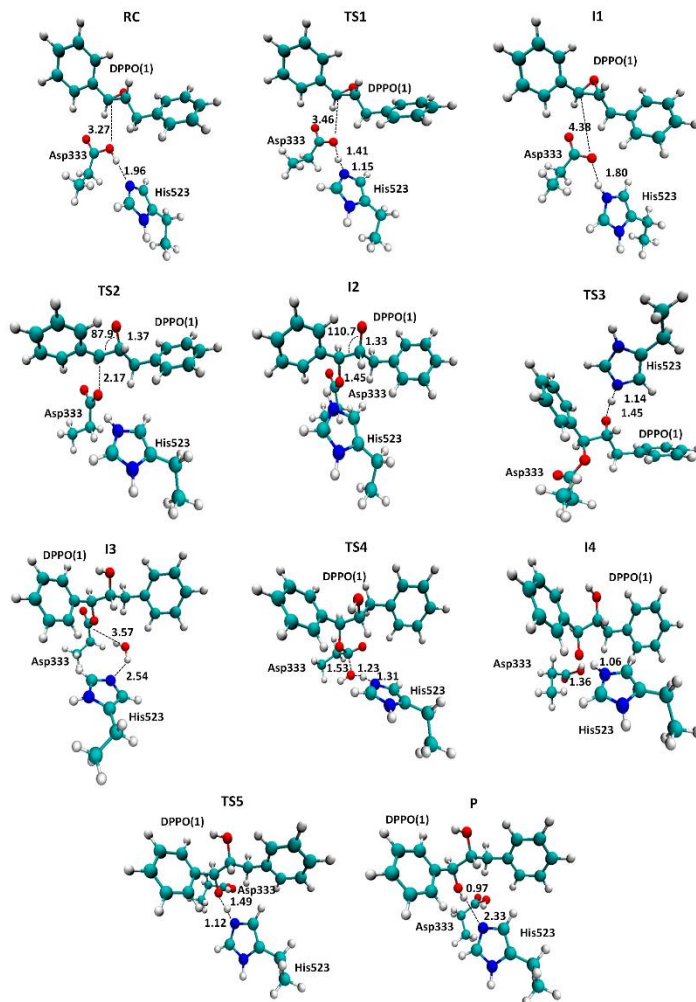 RC
DPPO(1)
3.27
Asp333
1.96
His523
TS1
DPPO(1)
3.46
Asp333
1.41
1.15
His523
I1
DPPO(1)
4.38
Asp333
1.80
His523
TS2
DPPO(1)
87.9
1.37
2.17
Asp333
His523
I2
DPPO(1)
110.7
1.33
1.45
Asp333
His523
TS3
His523
1.14
1.45
DPPO(1)
Asp333
I3
DPPO(1)
3.57
Asp333
2.54
His523
TS4
DPPO(1)
Asp333
1.53
1.23
1.31
His523
I4
DPPO(1)
Asp333
1.06
1.36
His523
TS5
DPPO(1)
Asp333
1.49
1.12
His523
P
DPPO(1)
0.97
Asp333
2.33
His523